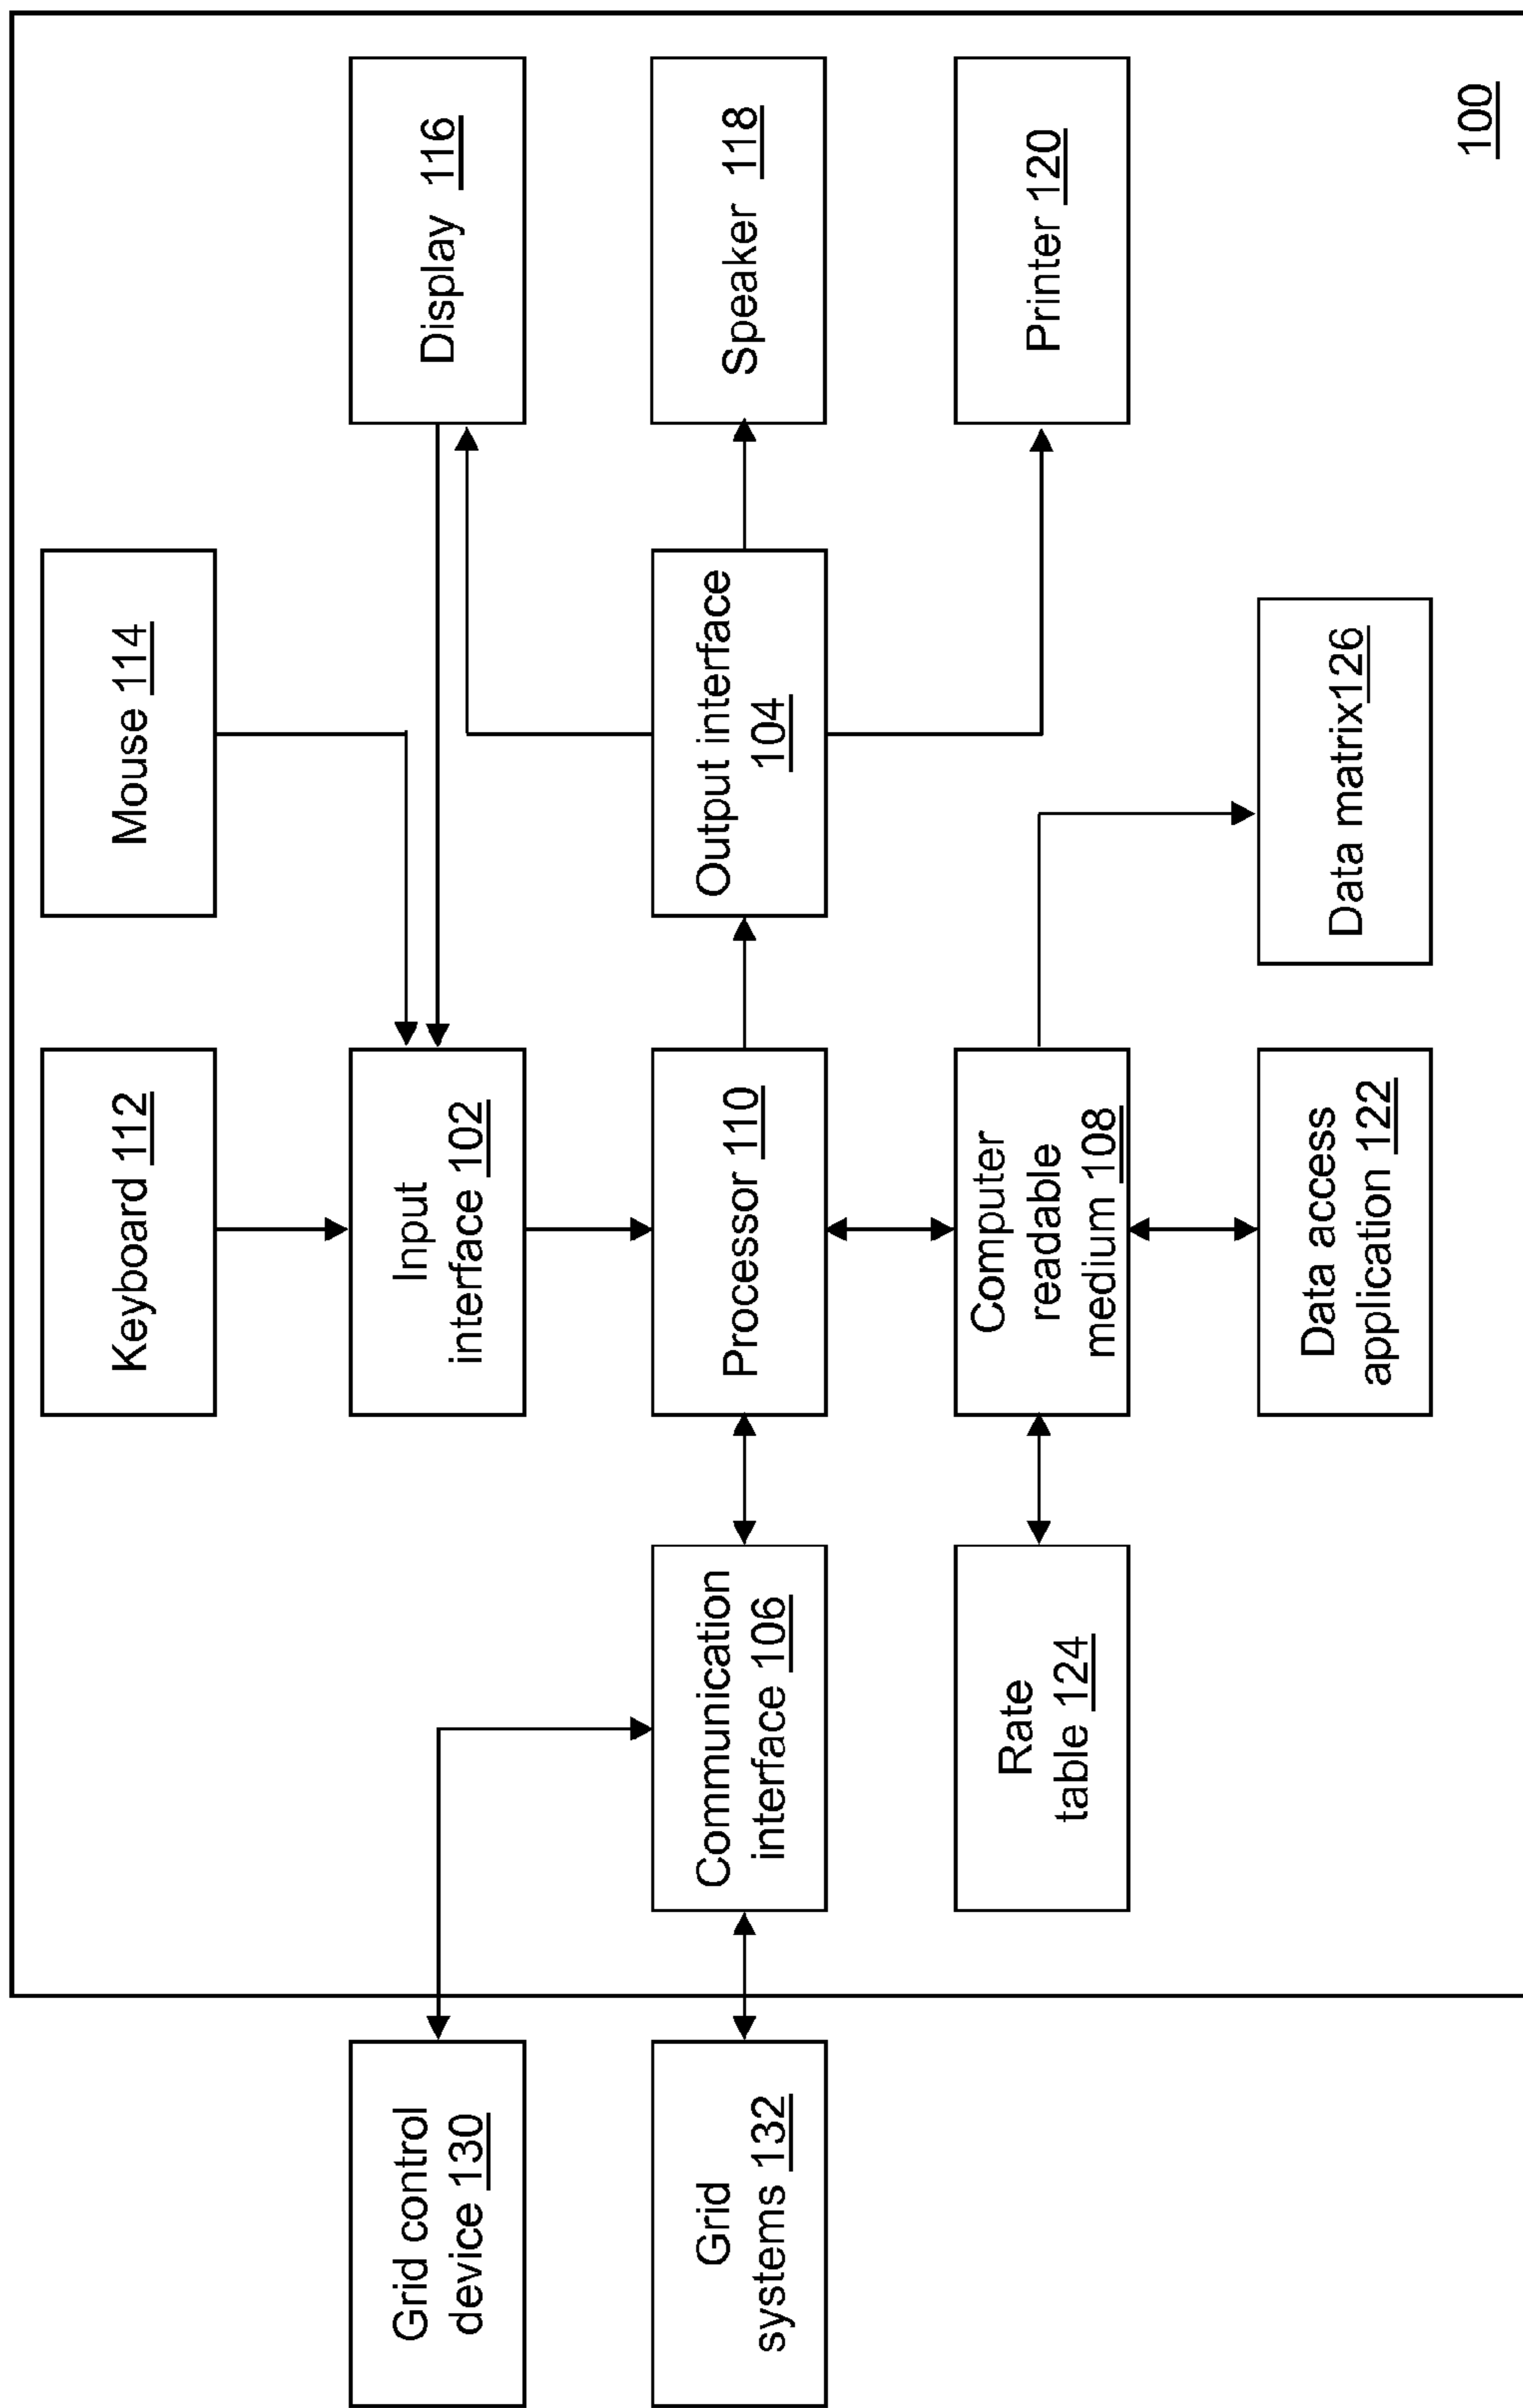 Keyboard 112
Mouse 114
Grid control
device 130
Input
interface 102
Display 116
Grid
systems 132
Communication
interface 106
Processor 110
Output interface
104
Speaker 118
Rate
table 124
Computer
readable
medium 108
Printer 120
Data access
application 122
Data matrix126
100